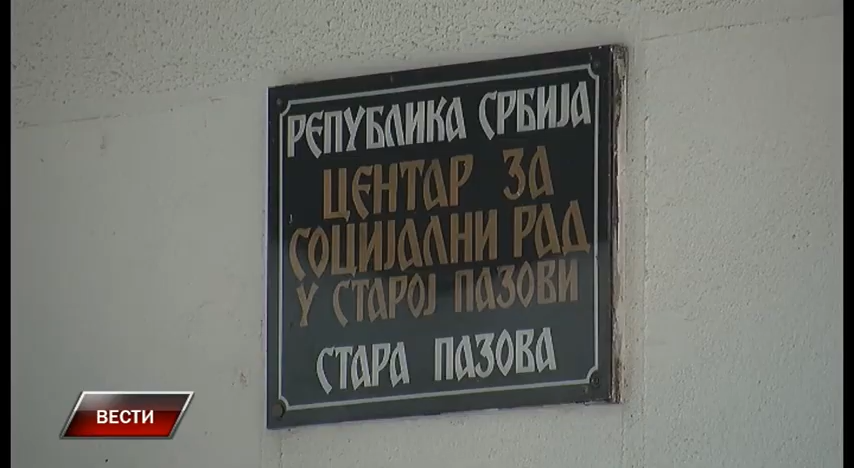 РЕПУБЛИКА СРБИЈА
ЦЕНТАР ЗА
СОЦИЈАЛНИ РАД
У СТАРОЈ ПАЗОВИ
СТАРА ПАЗОВА
ВЕСТИ